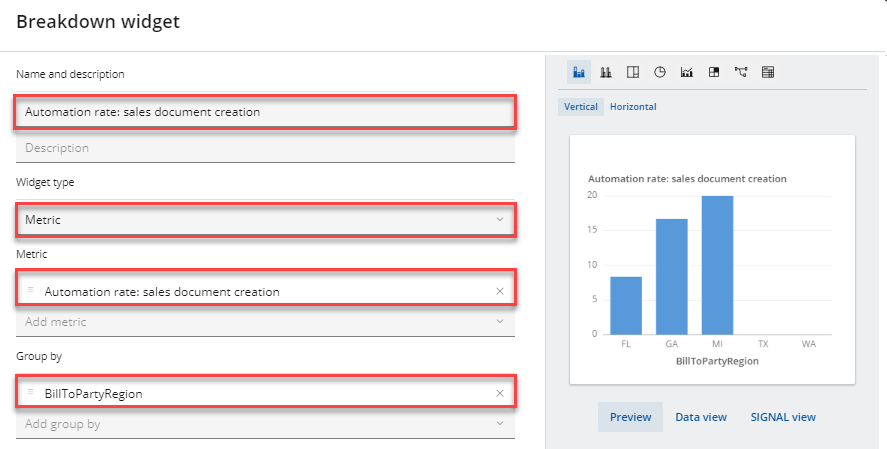 Breakdown widget
Name and description
Automation rate: sales document creation
Description
Widget type
Metric
Metric
Automation rate: sales document creation
Add metric
Group by
BillToPartyRegion
Add group by
Vertical Horizontal
Automation rate: sales document creation
20
15
10
5
0
FL GA MI TX WA
BillToPartyRegion
Preview Data view SIGNAL view